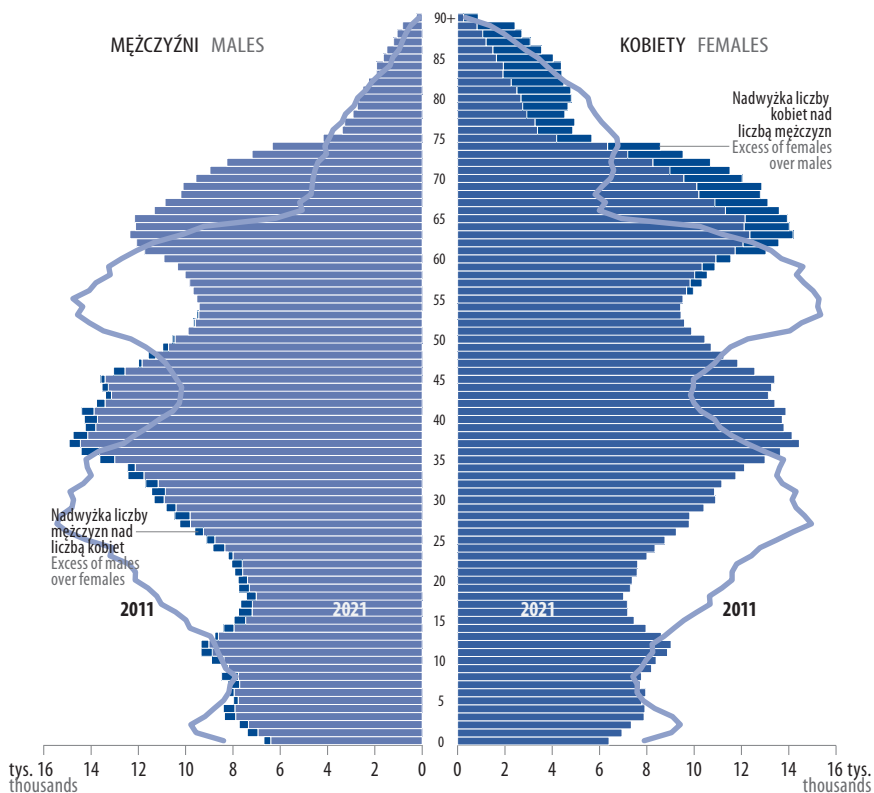 90+
MĘŻCZYŹNI MALES
KOBIETY FEMALES
85
80
Nadwyżka liczby
kobiet nad
liczbą mężczyzn
Excess of females
over males
75
70
65
60
55
50
45
40
35
30
Nadwyżka liczby
mężczyzn nad
liczbą kobiet
Excess of males
over females
25
20
2011 2021 2021 2011
15
10
5
0
tys. 16 14 12 10 8 6 4 2 0 0 2 4 6 8 10 12 14 16 tys.
thousands thousands